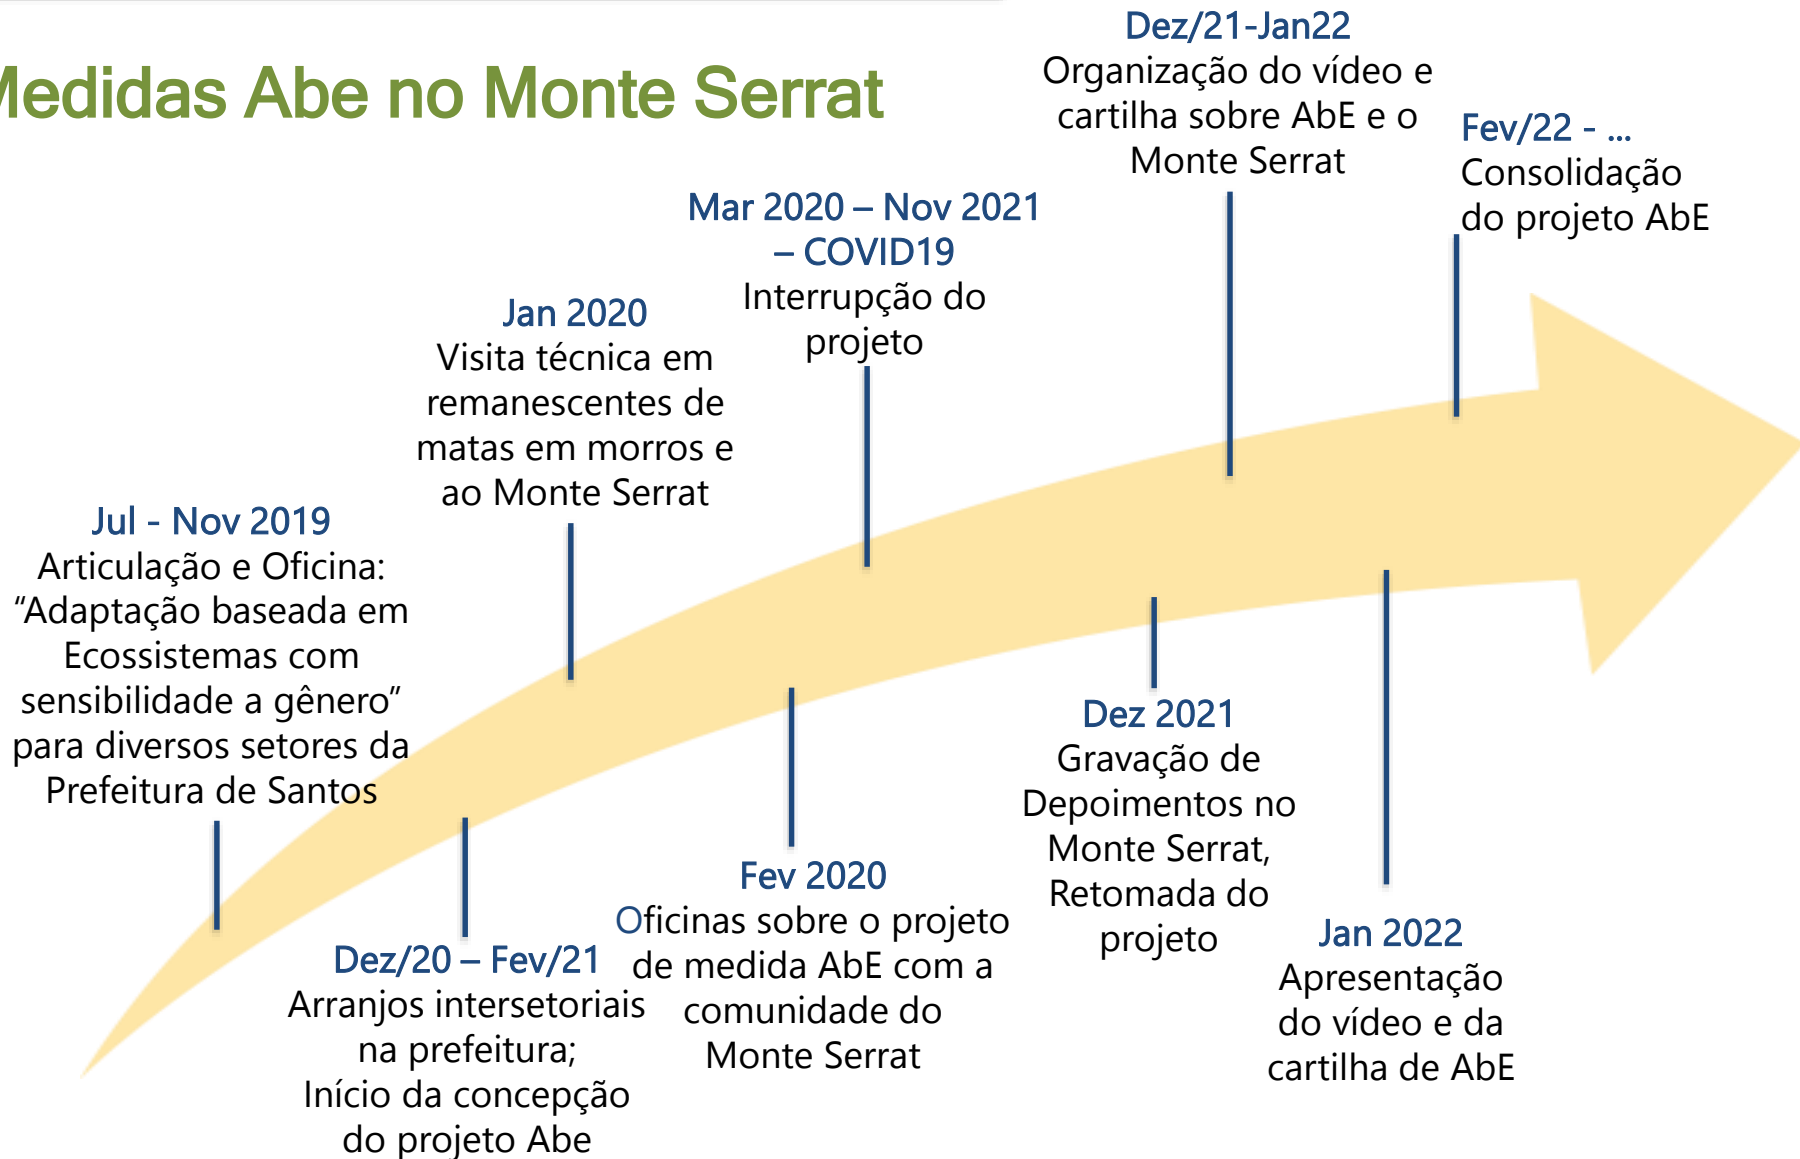 Medidas Abe no Monte Serrat
Jul - Nov 2019
Articulação e Oficina:
“Adaptação baseada em
Ecossistemas com
sensibilidade a gênero”
para diversos setores da
Prefeitura de Santos
Dez/20 – Fev/21
Arranjos intersetoriais
na prefeitura;
Início da concepção
do projeto Abe
Jan 2020
Visita técnica em
remanescentes de
matas em morros e
ao Monte Serrat
Fev 2020
Oficinas sobre o projeto
de medida AbE com a
comunidade do
Monte Serrat
Mar 2020 – Nov 2021
– COVID19
Interrupção do
projeto
Dez 2021
Gravação de
Depoimentos no
Monte Serrat,
Retomada do
projeto
Dez/21-Jan22
Organização do vídeo e
cartilha sobre AbE e o
Monte Serrat
Jan 2022
Apresentação
do vídeo e da
cartilha de AbE
Fev/22 - ...
Consolidação
do projeto AbE